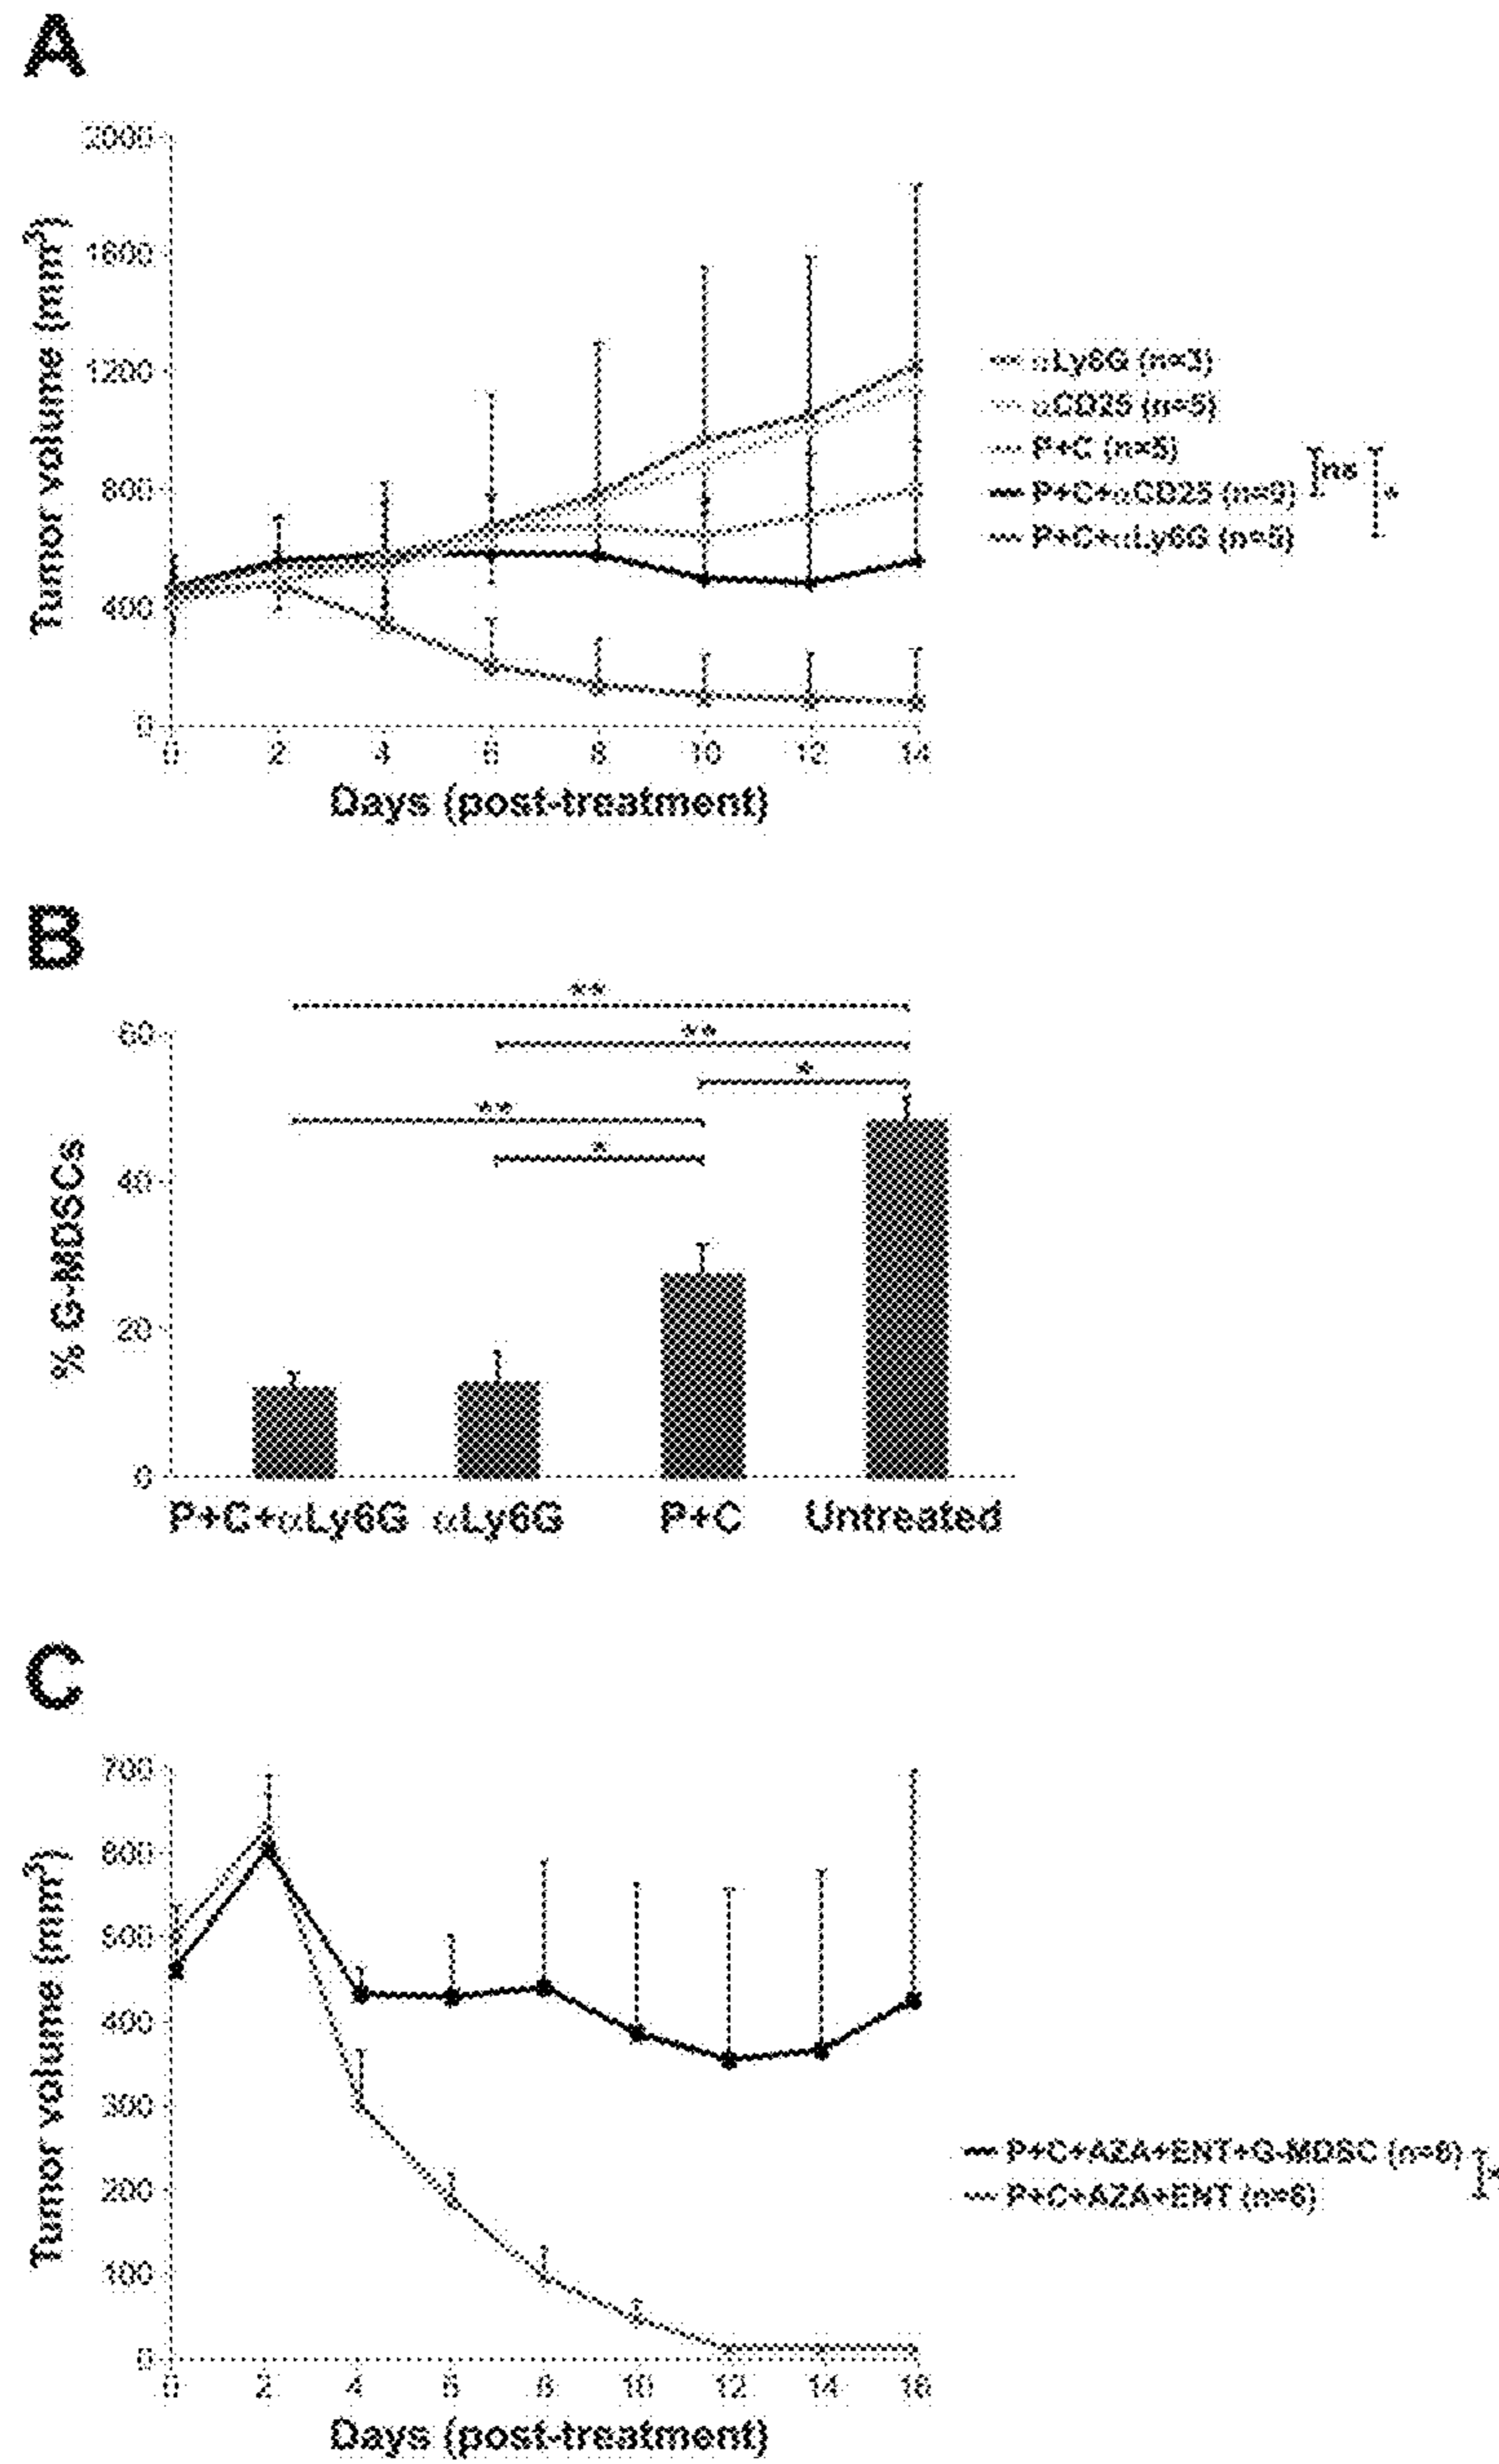 A
2000
1600
1200
800
400
0
0 2 4 6 8 10 12 14
Tumor volume (mm³)
Days (post-treatment)
αLy6G (n=3)
αCD25 (n=5)
P+C (n=5)
P+C+αCD25 (n=9)
P+C+αLy6G (n=5)
ns
*
B
**
**
*
**
*
60
40
20
0
% G-MDSCs
P+C+αLy6G αLy6G P+C Untreated
C
700
600
500
400
300
200
100
0
0 2 4 6 8 10 12 14 16
Tumor volume (mm³)
Days (post-treatment)
P+C+AZA+ENT+G-MDSC
P+C+AZA+ENT